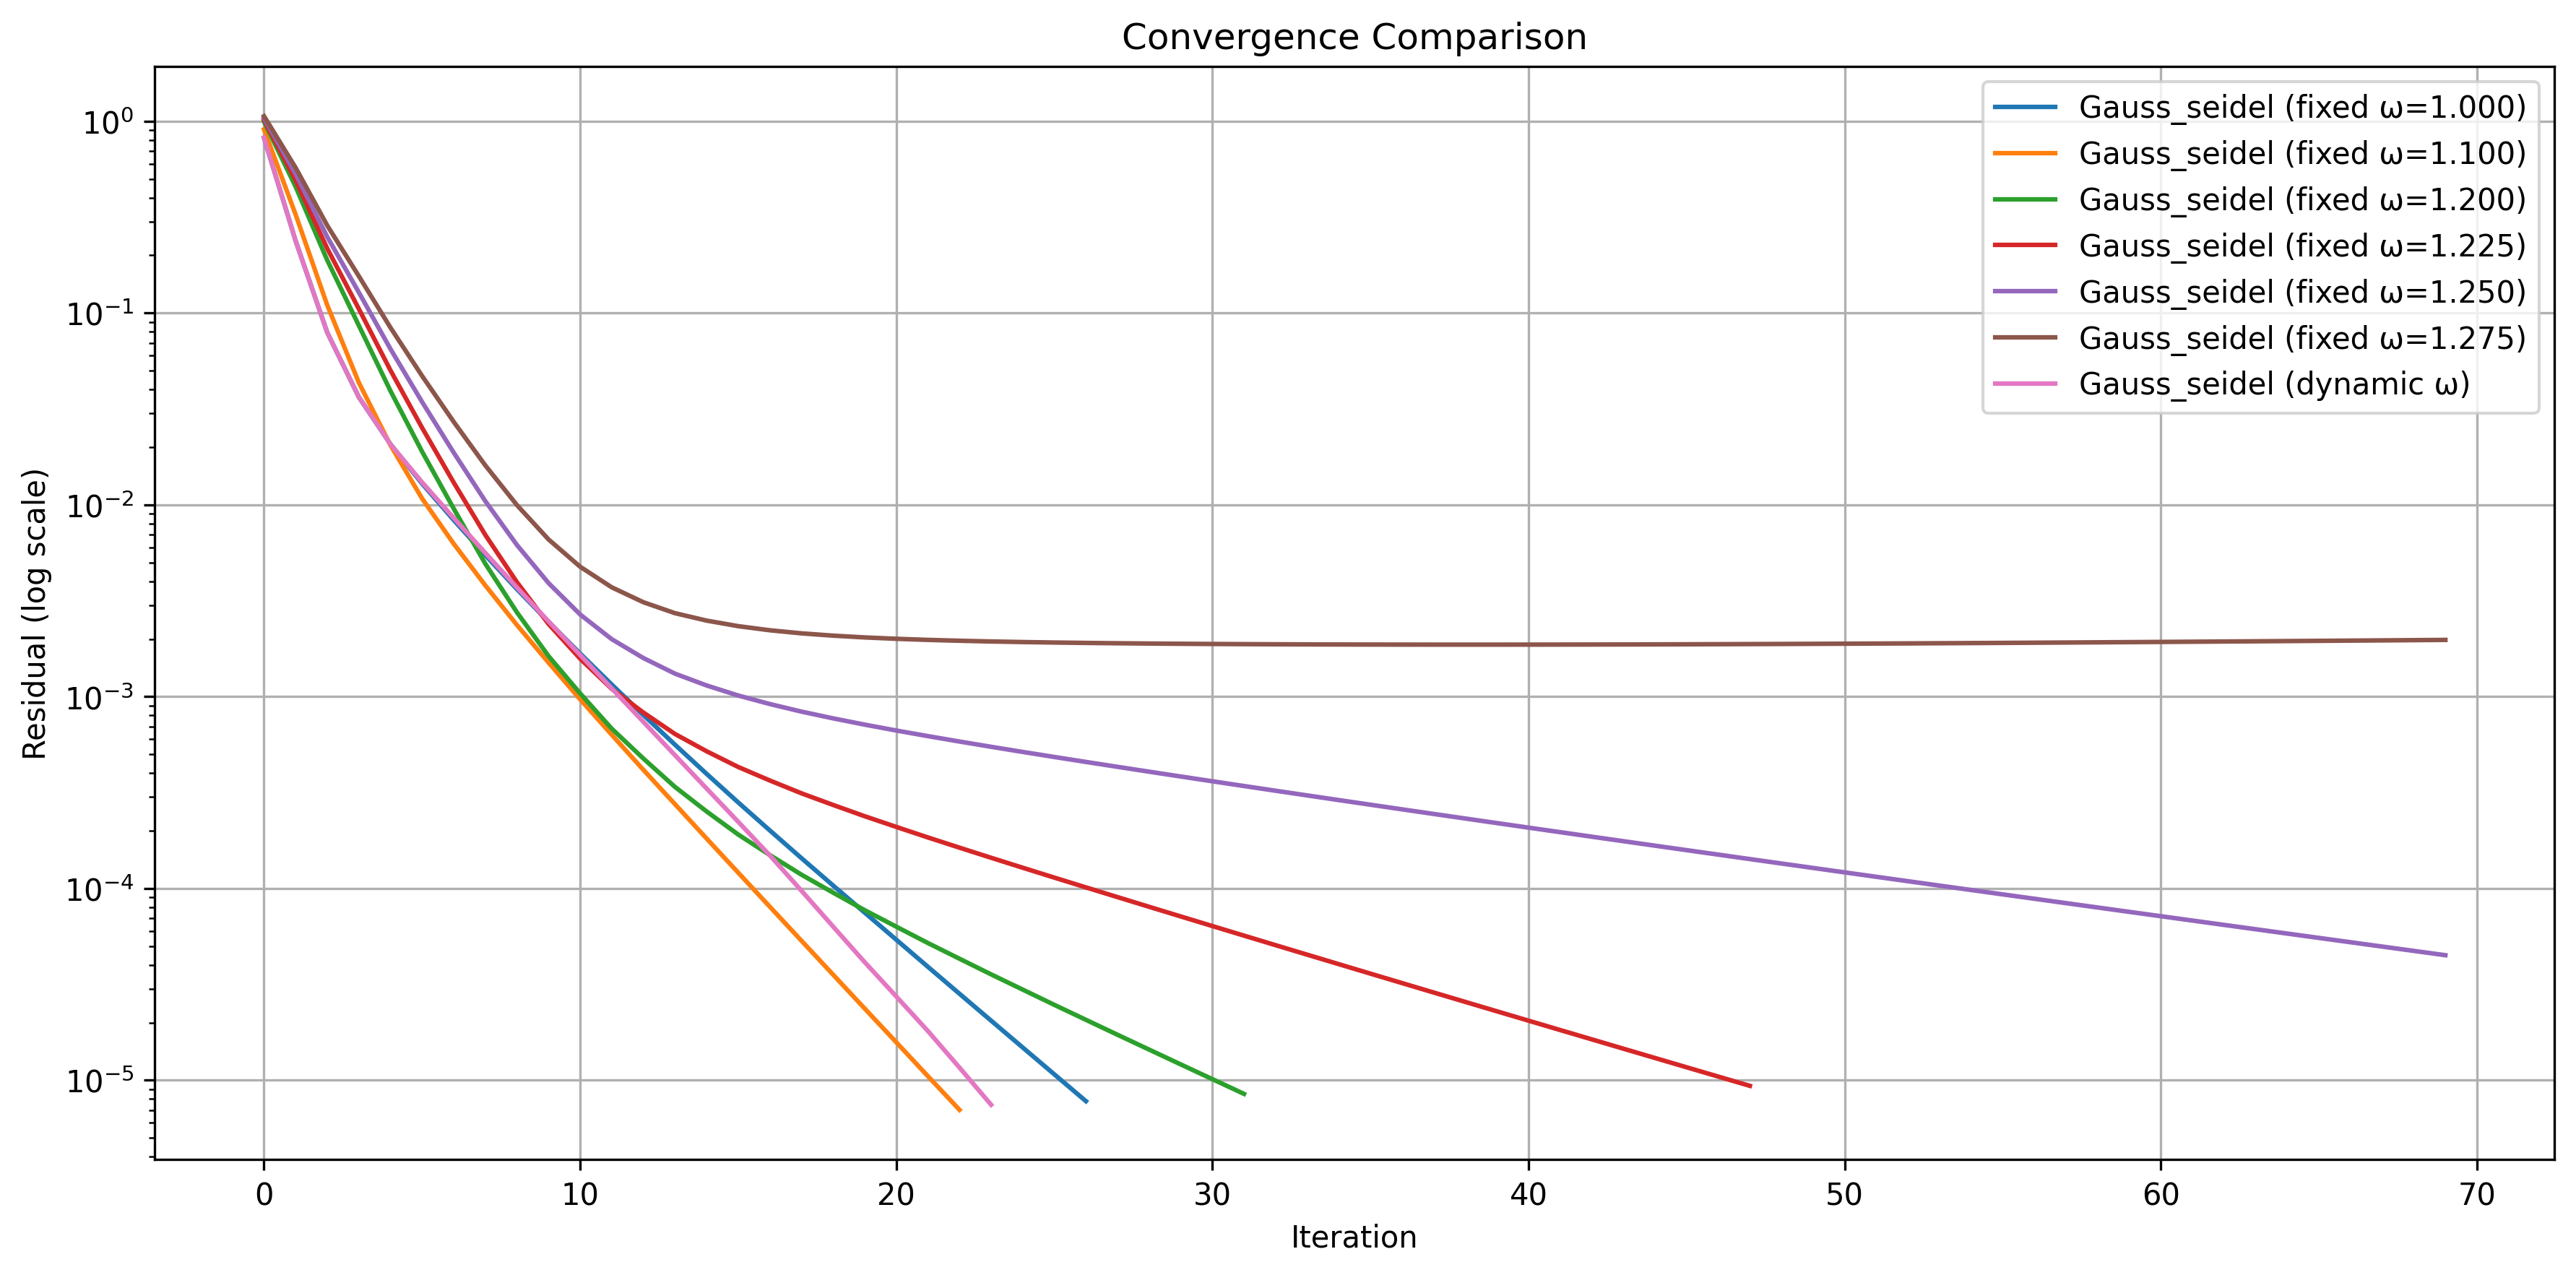 Convergence Comparison
Gauss_seidel (fixed ω=1.000)
Gauss_seidel (fixed ω=1.100)
Gauss_seidel (fixed ω=1.200)
Gauss_seidel (fixed ω=1.225)
Gauss_seidel (fixed ω=1.250)
Gauss_seidel (fixed ω=1.275)
Gauss_seidel (dynamic ω)
Residual (log scale)
10⁰
10⁻¹
10⁻²
10⁻³
10⁻⁴
10⁻⁵
0 10 20 30 40 50 60 70
Iteration